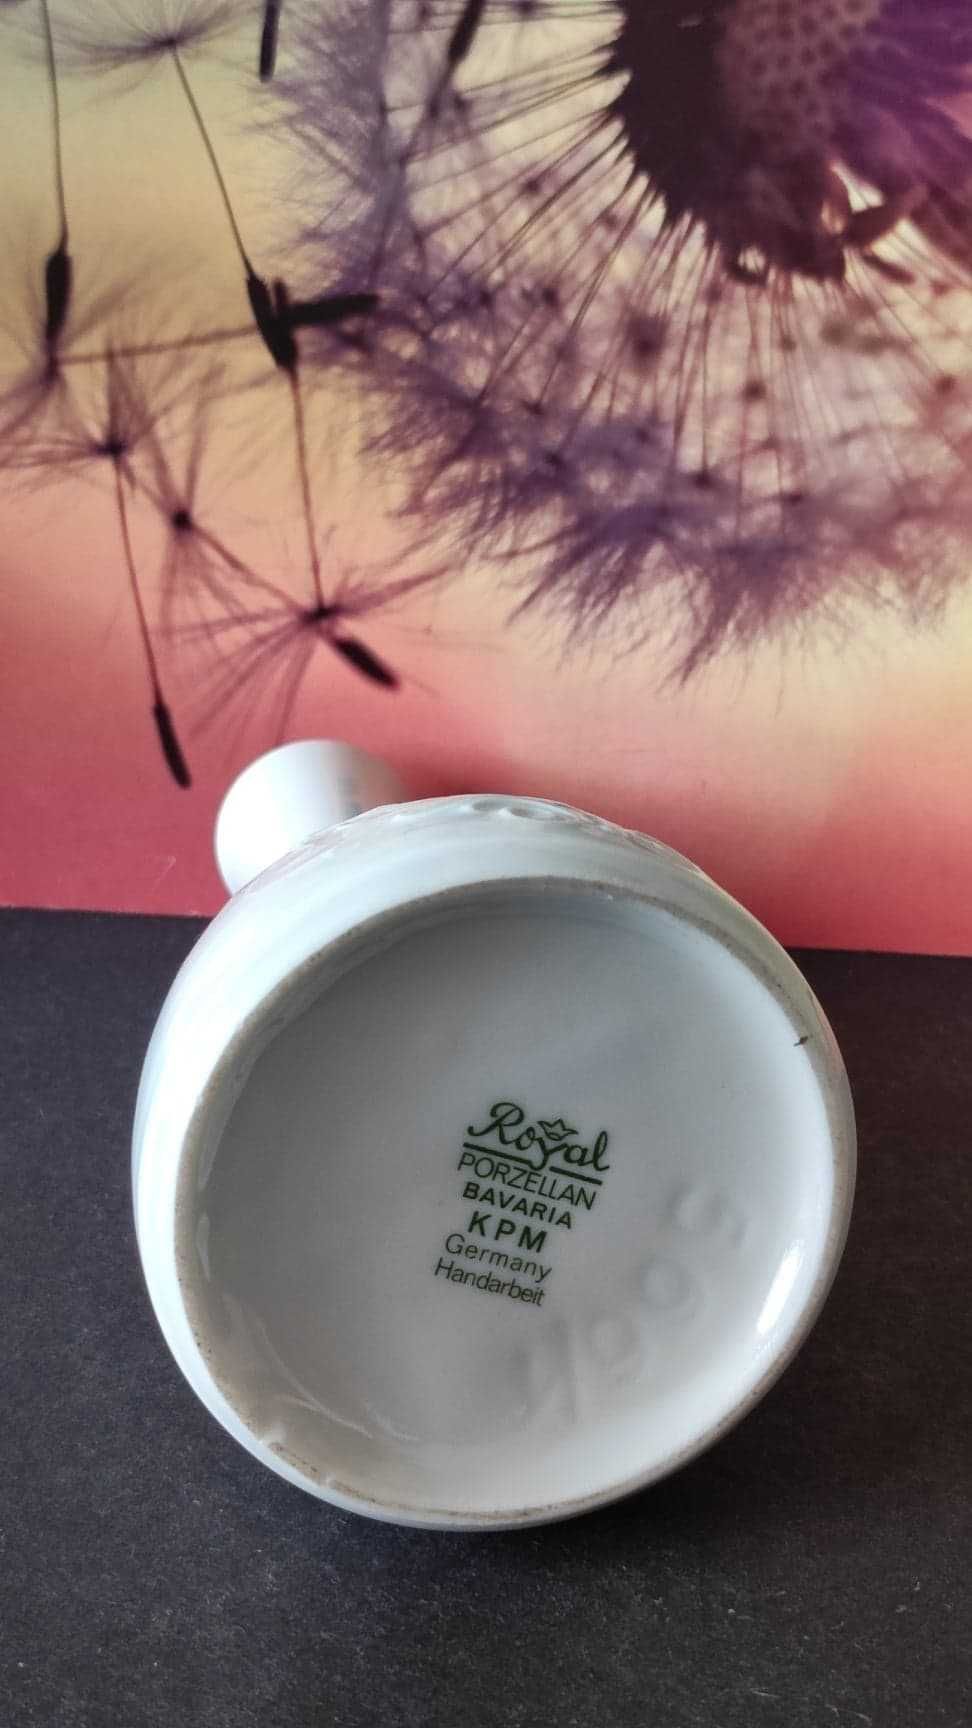 Royal
PORZELLAN
BAVARIA
KPM
Germany
Handarbeit